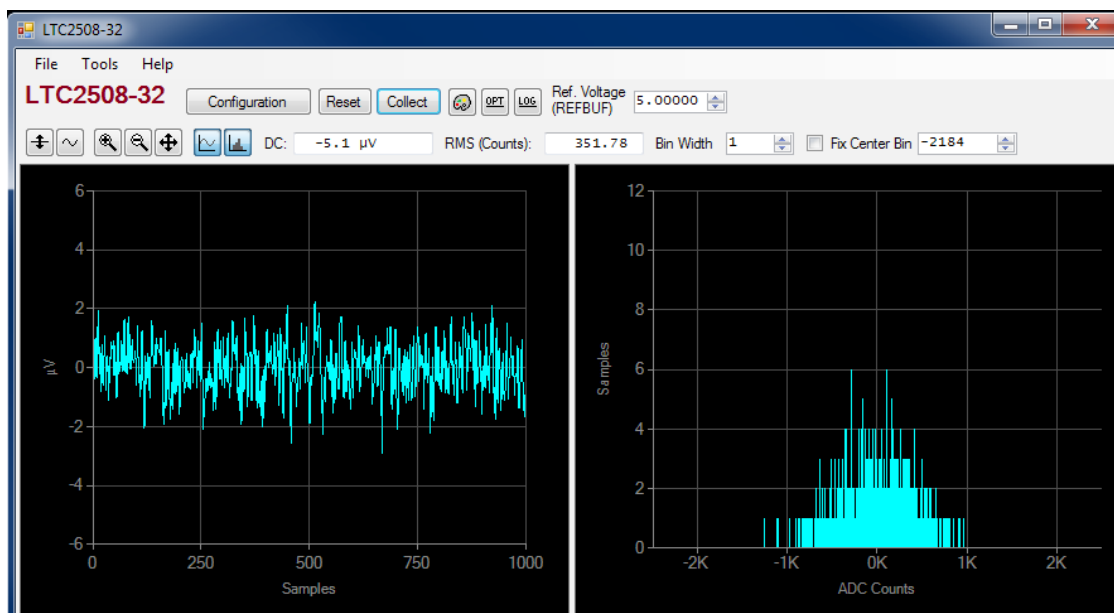 LTC2508-32
File Tools Help
LTC2508-32 Configuration Reset Collect OPT LOG Ref. Voltage (REFBUF) 5.00000
DC: -5.1 µV RMS (Counts): 351.78 Bin Width 1 Fix Center Bin -2184
6
4
2
0
-2
-4
-6
µV
0 250 500 750 1000
Samples
12
10
8
6
4
2
0
Samples
-2K -1K 0K 1K 2K
ADC Counts